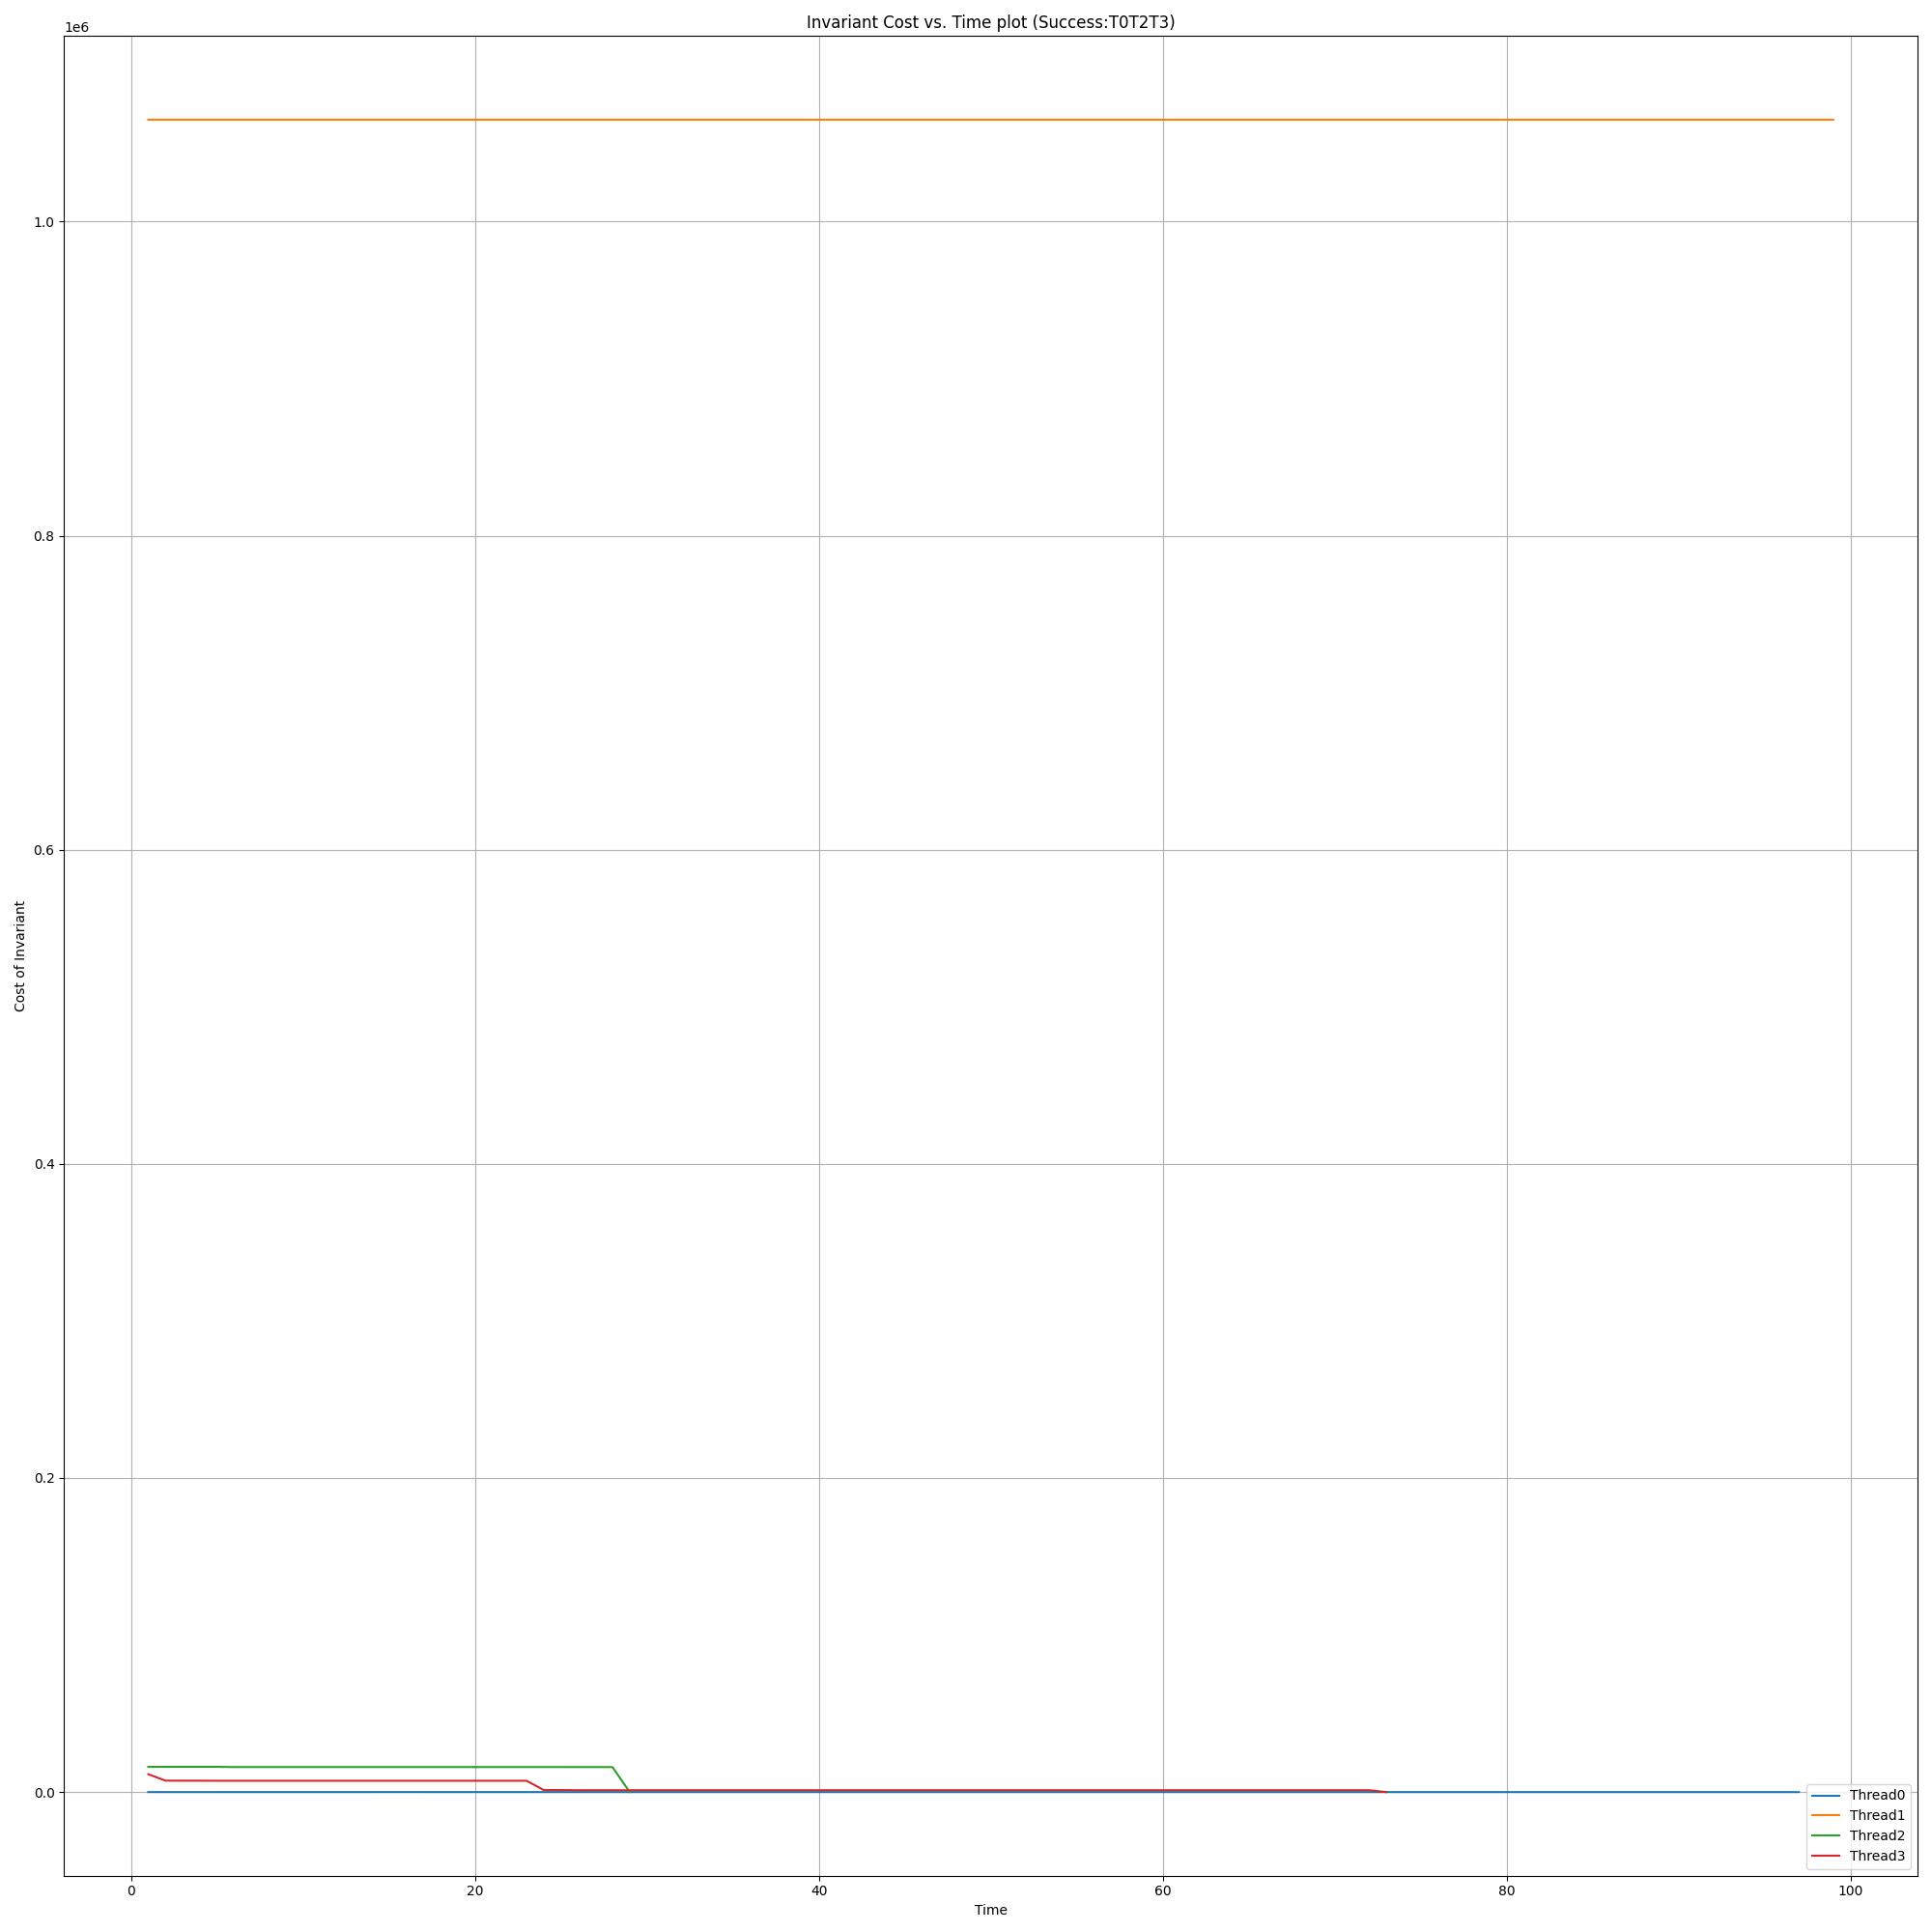 Invariant Cost vs. Time plot (Success:T0T2T3)
1e6
1.0
0.8
0.6
0.4
0.2
0.0
Cost of Invariant
0 20 40 60 80 100
Time
Thread0
Thread1
Thread2
Thread3